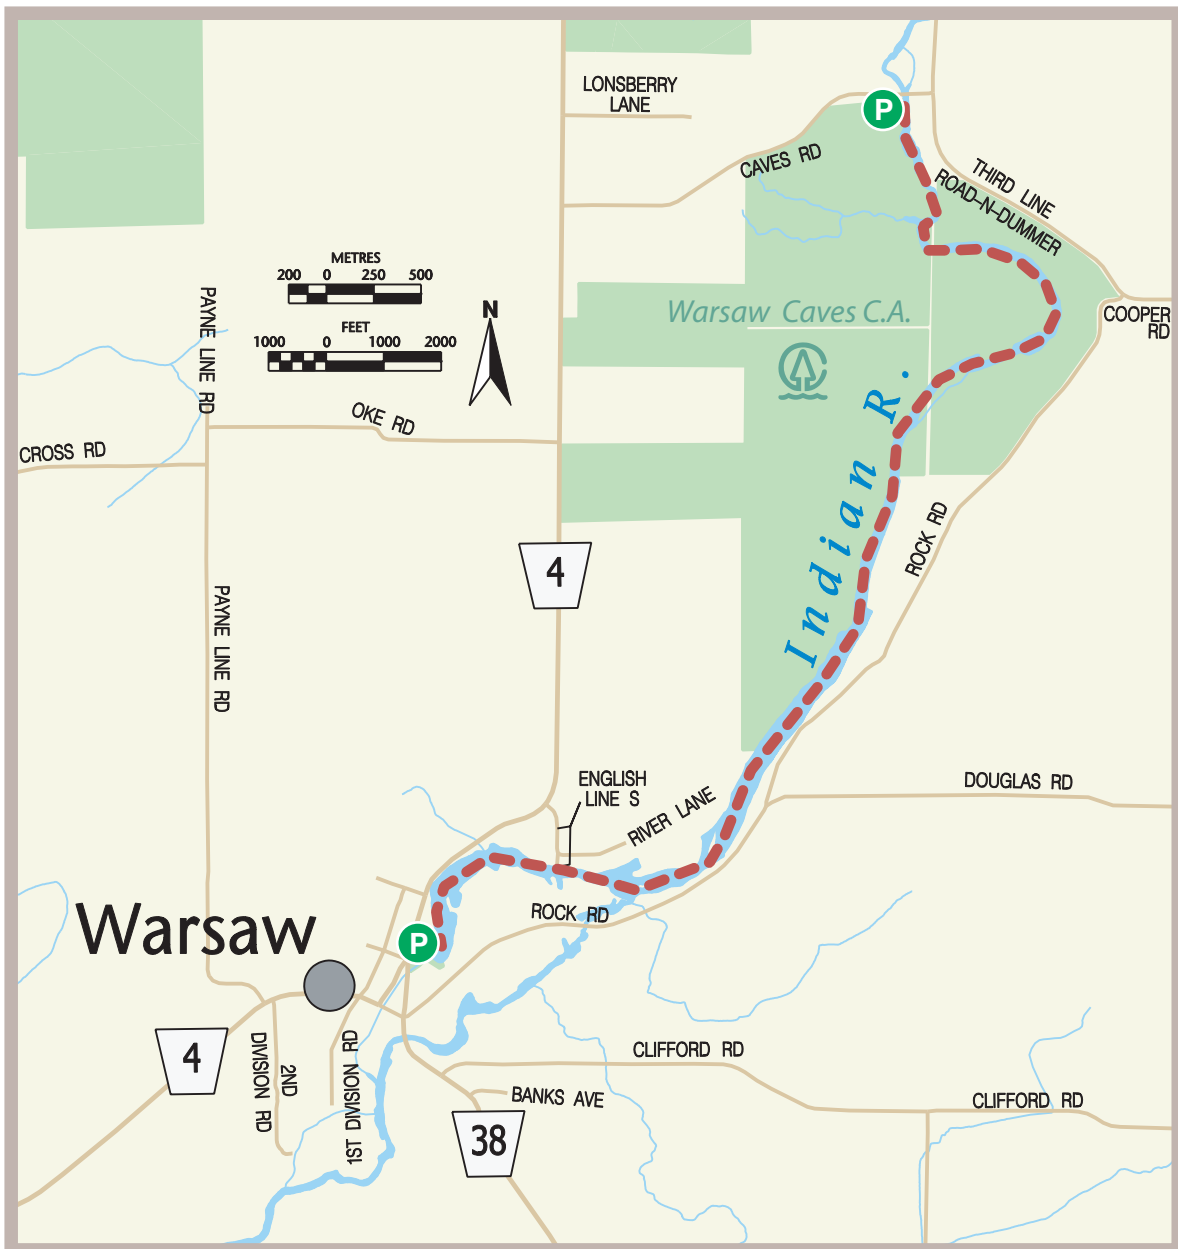 LONSBERRY
LANE
P
CAVES RD
THIRD LINE
ROAD-N-DUMMER
METRES
200 0 250 500
FEET
1000 0 1000 2000
N
PAYNE LINE RD
Warsaw Caves C.A.
COOPER
RD
OKE RD
CROSS RD
Indian R.
ROCK RD
4
PAYNE LINE RD
ENGLISH
LINE S
RIVER LANE
DOUGLAS RD
ROCK RD
Warsaw
P
4
2ND
DIVISION RD
1ST DIVISION RD
CLIFFORD RD
BANKS AVE
CLIFFORD RD
38